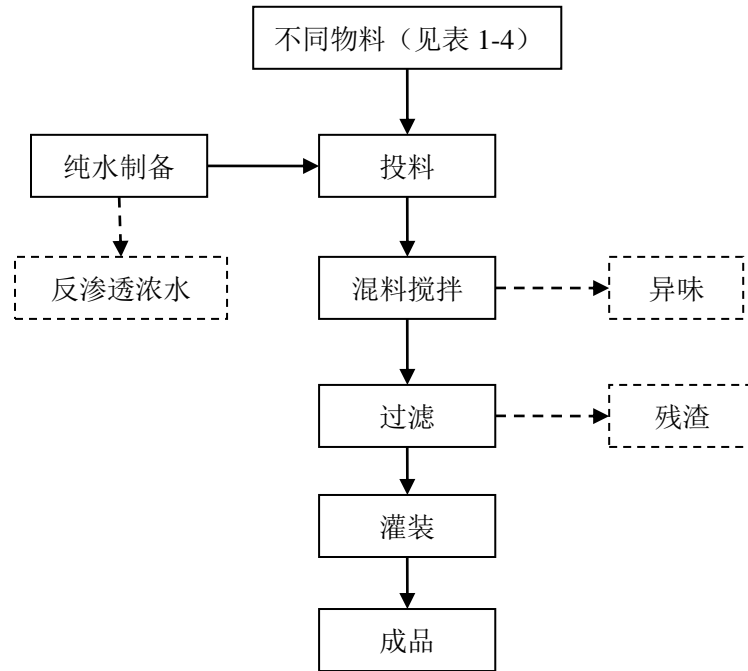 不同物料（见表 1-4）
纯水制备
投料
反渗透浓水
混料搅拌
异味
过滤
残渣
灌装
成品